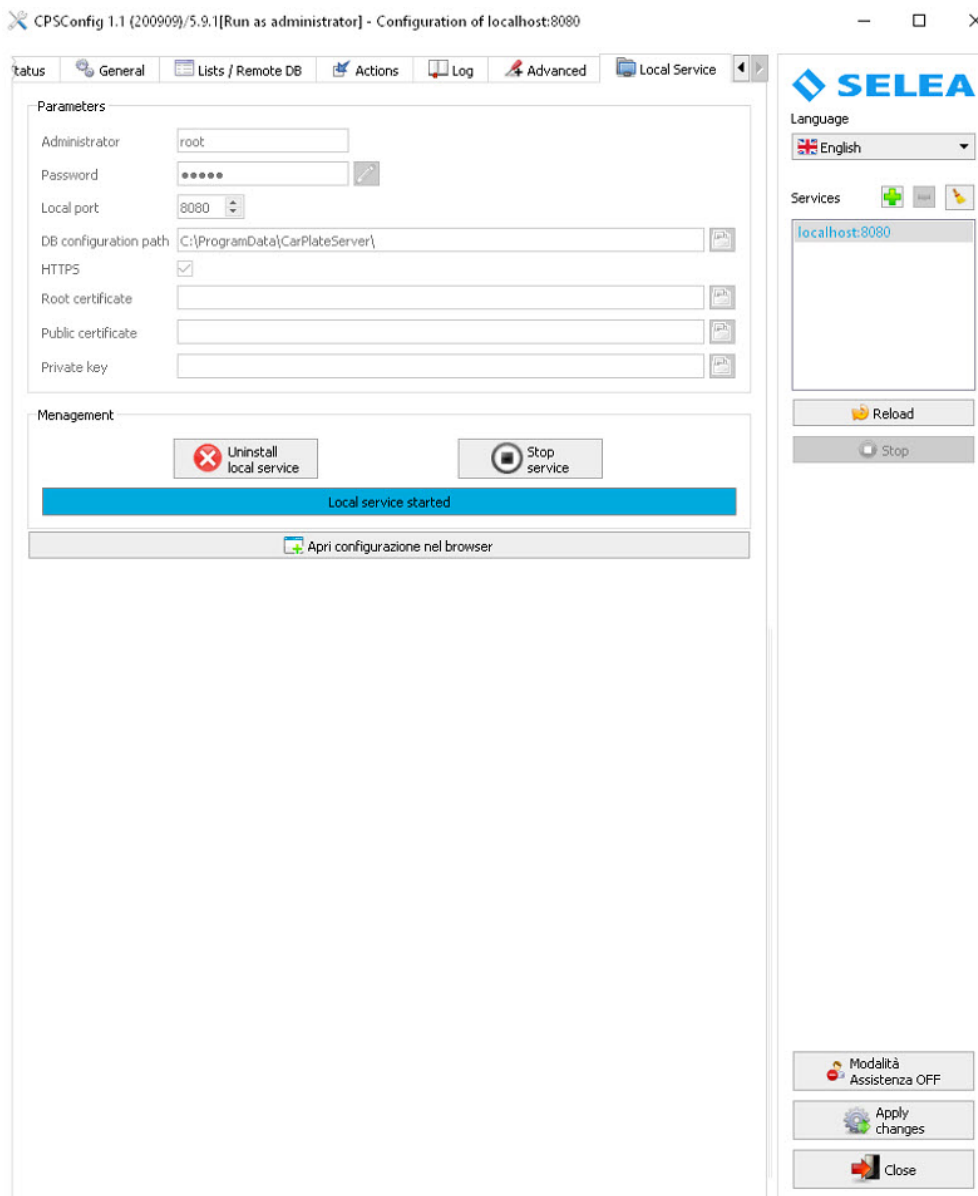 CPSConfig 1.1 (200909)/5.9.1[Run as administrator] - Configuration of localhost:8080
tatus
General
Lists / Remote DB
Actions
Log
Advanced
Local Service
Parameters
Administrator
root
Password
•••••
Local port
8080
DB configuration path
C:\ProgramData\CarPlateServer\
HTTPS
Root certificate
Public certificate
Private key
Menagement
Uninstall
local service
Stop
service
Local service started
Apri configurazione nel browser
SELEA
Language
English
Services
localhost:8080
Reload
Stop
Modalità
Assistenza OFF
Apply
changes
Close